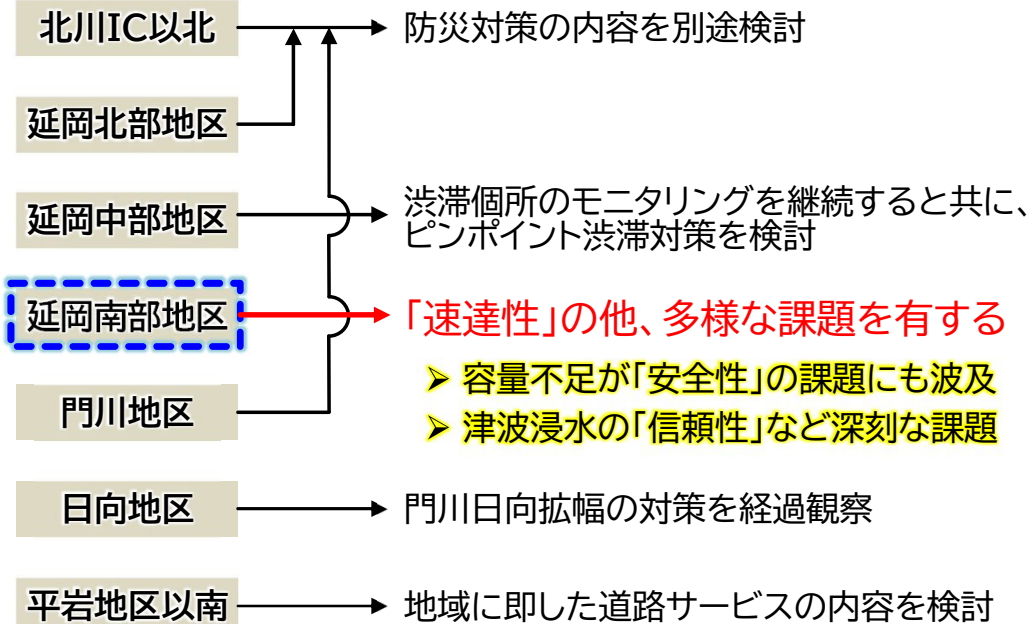 北川IC以北
防災対策の内容を別途検討
延岡北部地区
延岡中部地区
渋滞個所のモニタリングを継続すると共に、
ピンポイント渋滞対策を検討
延岡南部地区
「速達性」の他、多様な課題を有する
➢ 容量不足が「安全性」の課題にも波及
➢ 津波浸水の「信頼性」など深刻な課題
門川地区
日向地区
門川日向拡幅の対策を経過観察
平岩地区以南
地域に即した道路サービスの内容を検討